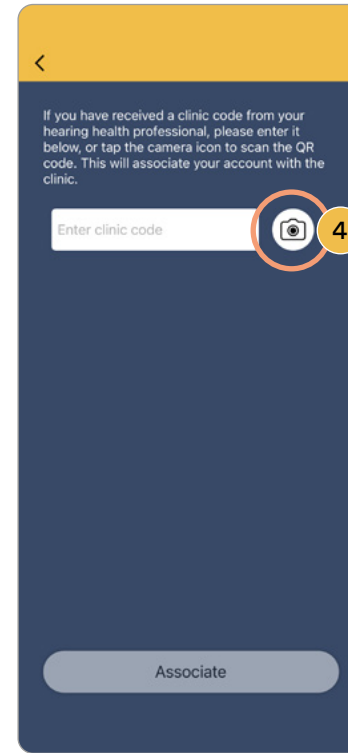 If you have received a clinic code from your
hearing health professional, please enter it
below, or tap the camera icon to scan the QR
code. This will associate your account with the
clinic.
Enter clinic code
4
Associate